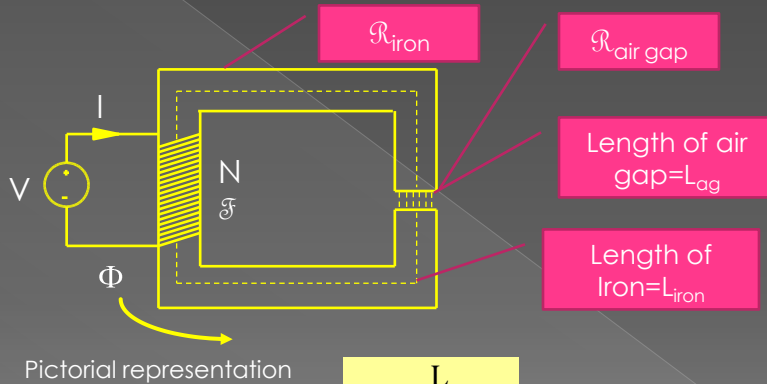 ℛiron
ℛair gap
I
Length of air
gap=Lag
V
+
N
ℱ
-
Length of
Iron=Liron
Φ
Pictorial representation
L